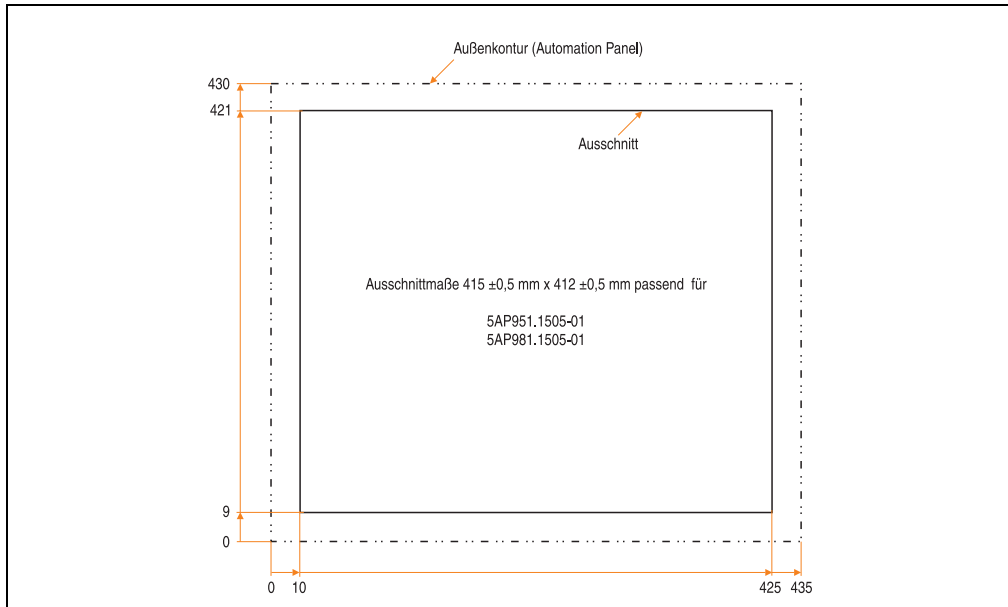 Außenkontur (Automation Panel)
430
421
Ausschnitt
Ausschnittmaße 415 ±0,5 mm x 412 ±0,5 mm passend für
5AP951.1505-01
5AP981.1505-01
9
0
0 10 425 435